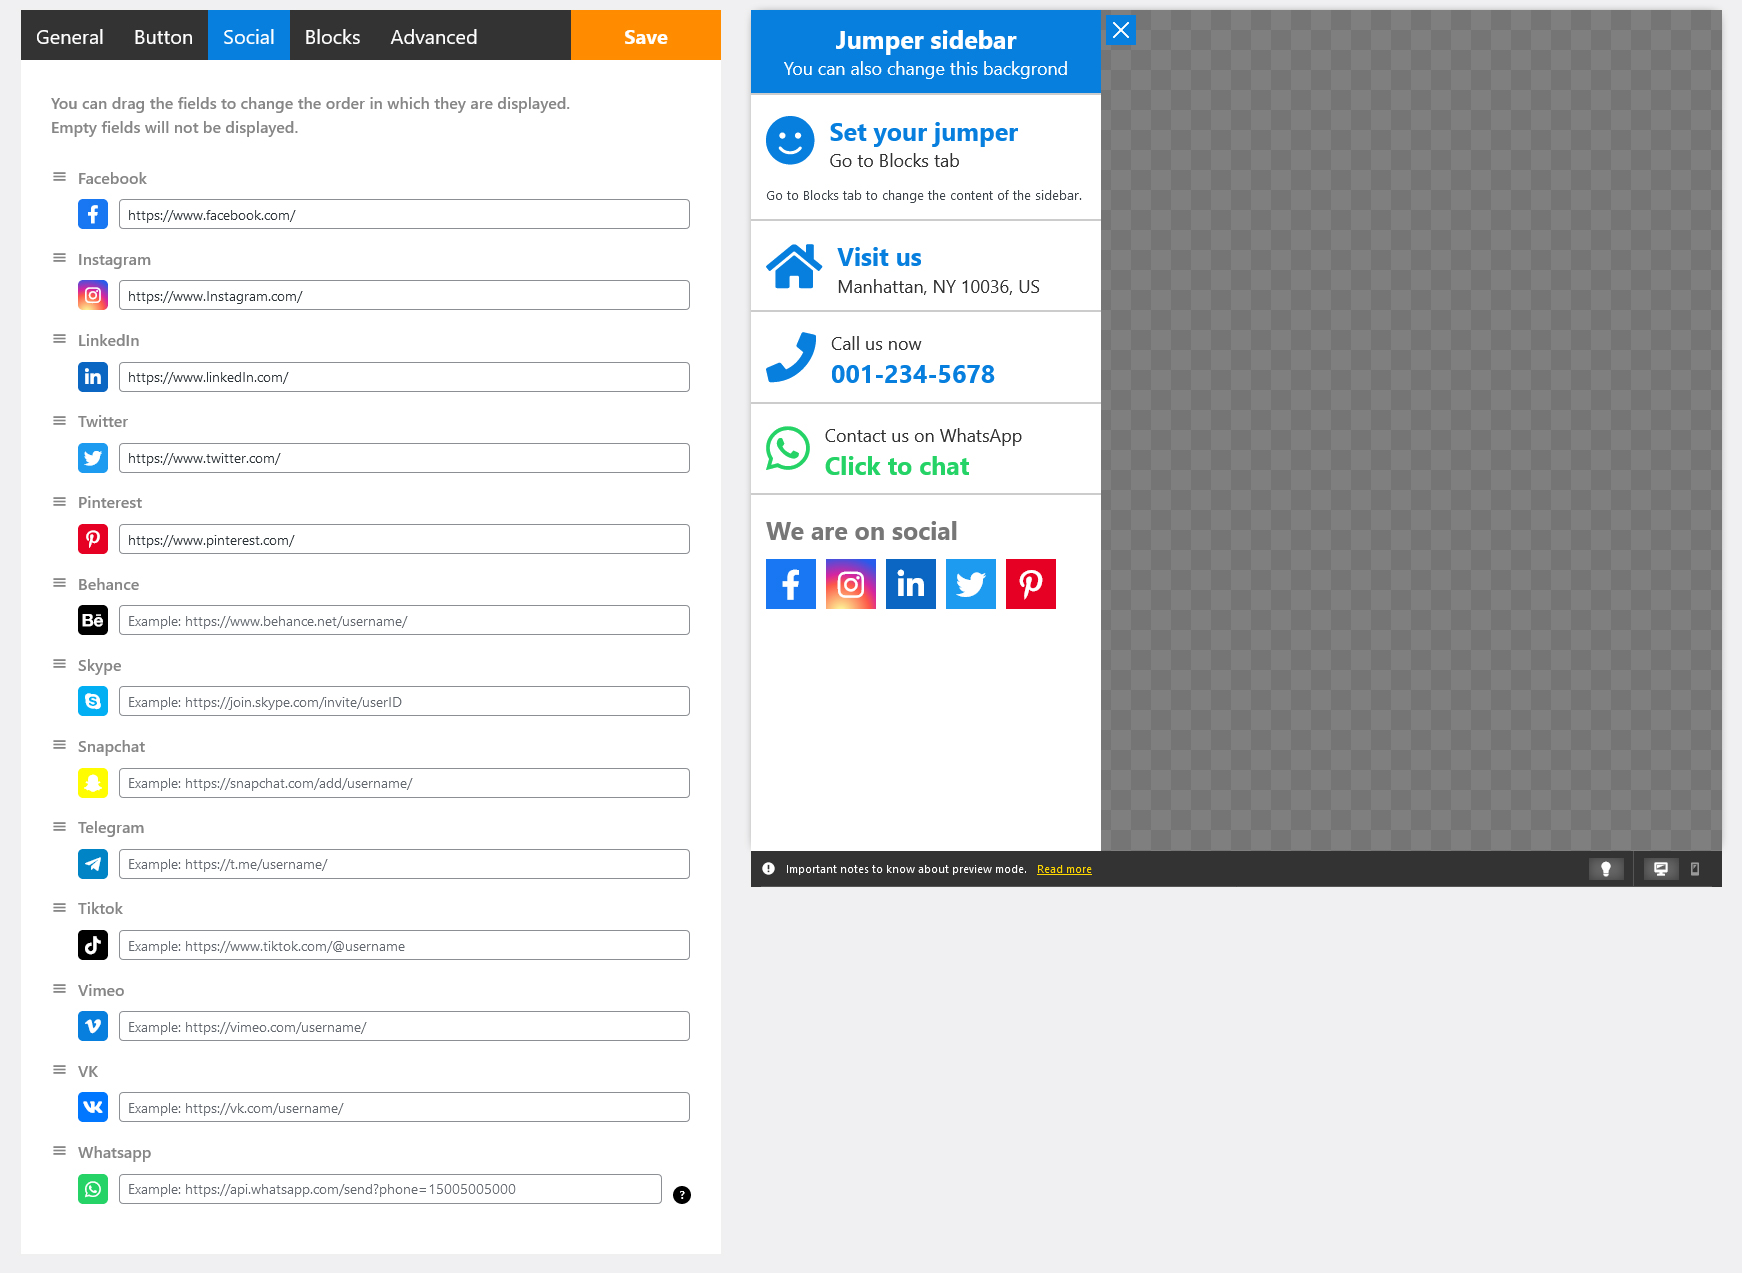 General
Button
Social
Blocks
Advanced
Save
You can drag the fields to change the order in which they are displayed.
Empty fields will not be displayed.
Facebook
https://www.facebook.com/
Instagram
https://www.Instagram.com/
LinkedIn
https://www.linkedIn.com/
Twitter
https://www.twitter.com/
Pinterest
https://www.pinterest.com/
Behance
Bē
Example: https://www.behance.net/username/
Skype
Example: https://join.skype.com/invite/userID
Snapchat
Example: https://snapchat.com/add/username/
Telegram
Example: https://t.me/username/
Tiktok
Example: https://www.tiktok.com/@username
Vimeo
Example: https://vimeo.com/username/
VK
Example: https://vk.com/username/
Whatsapp
Example: https://api.whatsapp.com/send?phone=15005005000
?
Jumper sidebar
You can also change this backgrond
Set your jumper
Go to Blocks tab
Go to Blocks tab to change the content of the sidebar.
Visit us
Manhattan, NY 10036, US
Call us now
001-234-5678
Contact us on WhatsApp
Click to chat
We are on social
Important notes to know about preview mode. Read more